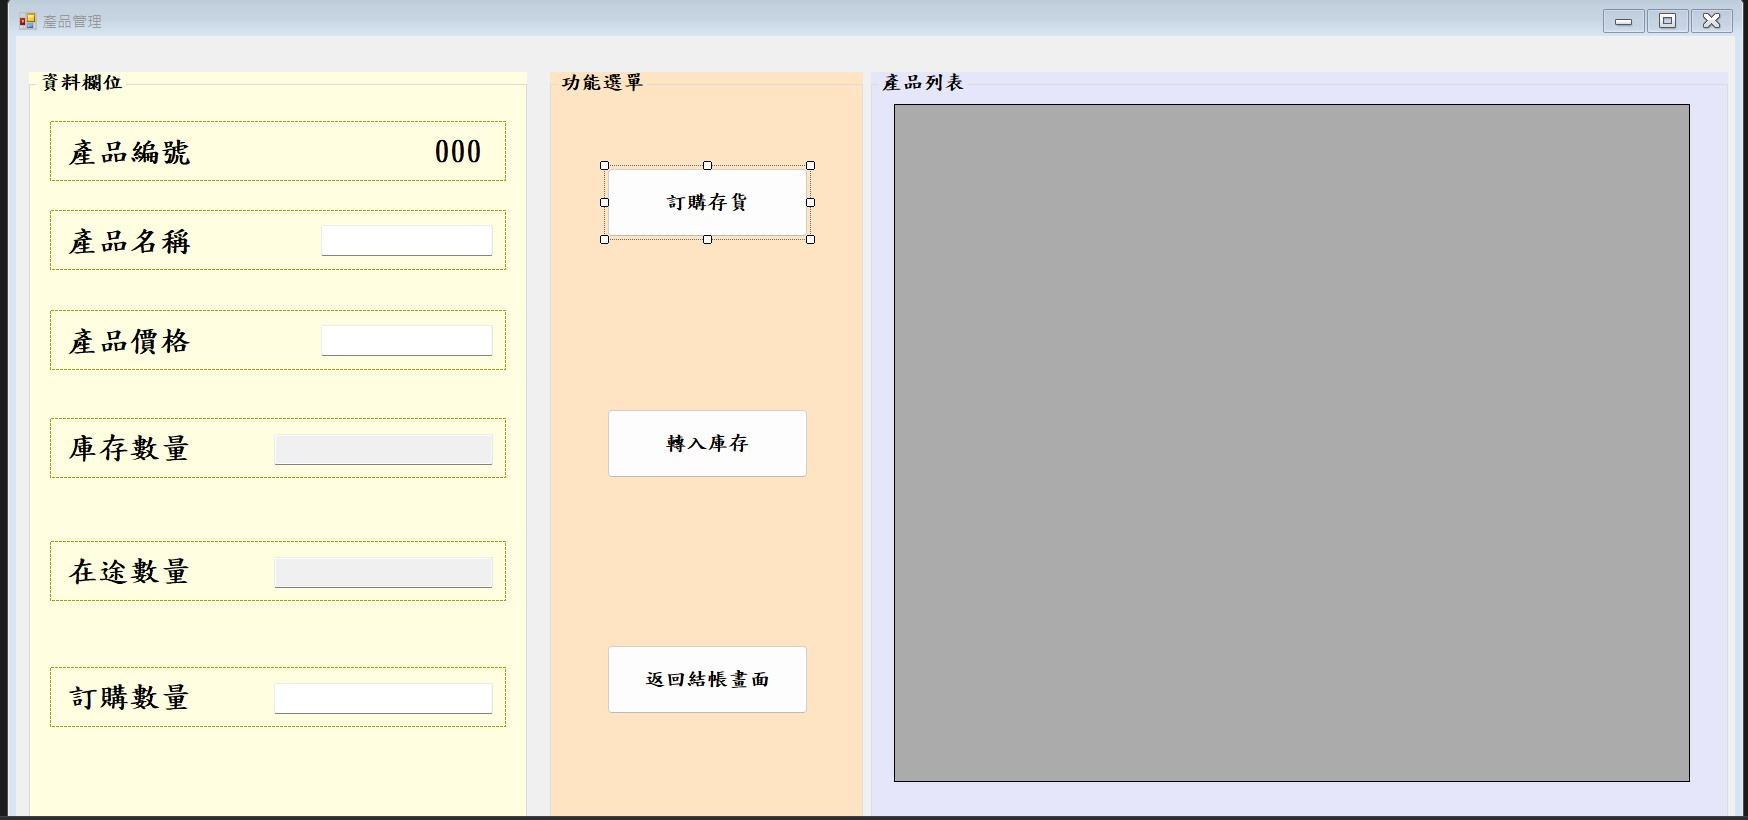 產品管理
資料欄位
產品編號 000
產品名稱
產品價格
庫存數量
在途數量
訂購數量
功能選單
訂購存貨
轉入庫存
返回結帳畫面
產品列表